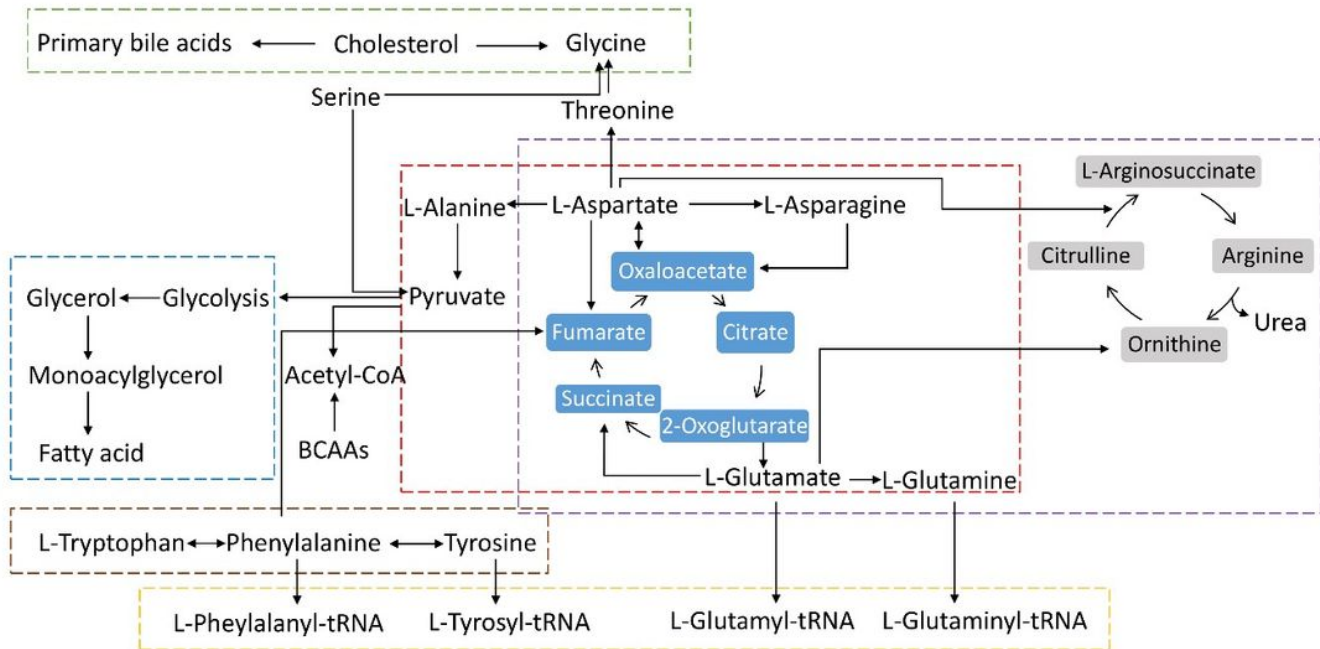 Primary bile acids
Cholesterol
Glycine
Serine
Threonine
L-Arginosuccinate
L-Alanine
L-Aspartate
L-Asparagine
Citrulline
Arginine
Oxaloacetate
Glycerol
Glycolysis
Pyruvate
Fumarate
Citrate
Urea
Ornithine
Monoacylglycerol
Acetyl-CoA
Succinate
2-Oxoglutarate
Fatty acid
BCAAs
L-Glutamate
L-Glutamine
L-Tryptophan
Phenylalanine
Tyrosine
L-Pheylalanyl-tRNA
L-Tyrosyl-tRNA
L-Glutamyl-tRNA
L-Glutaminyl-tRNA